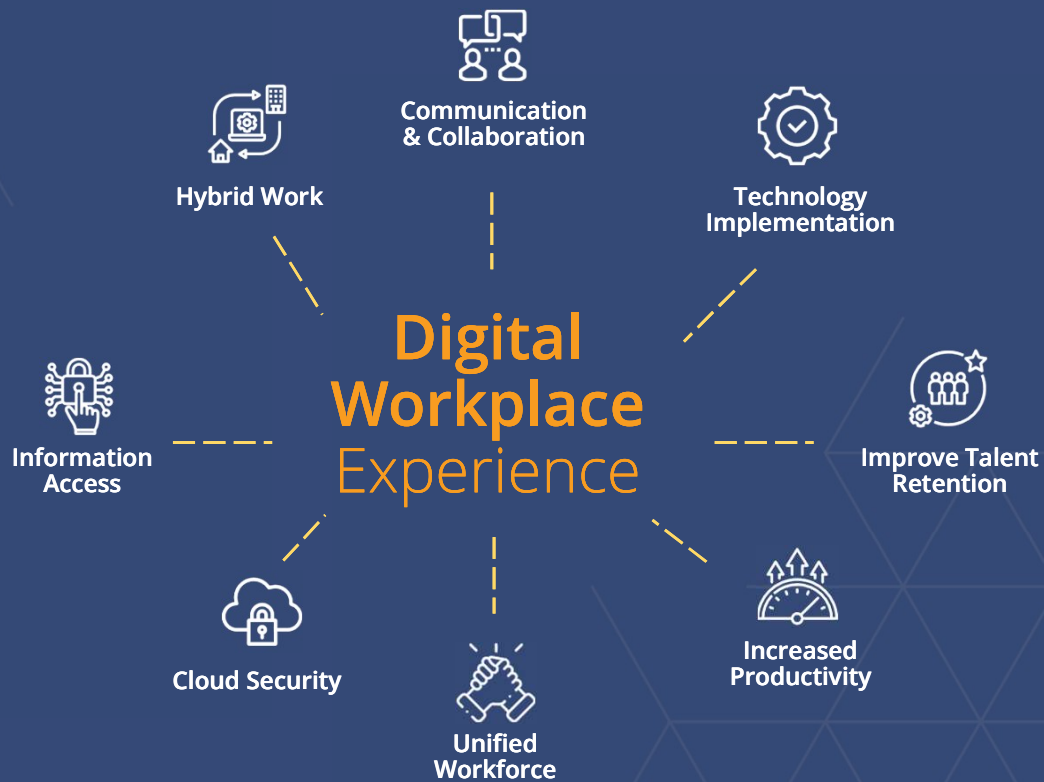 Communication
& Collaboration
Hybrid Work
Technology
Implementation
Digital
Workplace
Experience
Information
Access
Improve Talent
Retention
Cloud Security
Increased
Productivity
Unified
Workforce